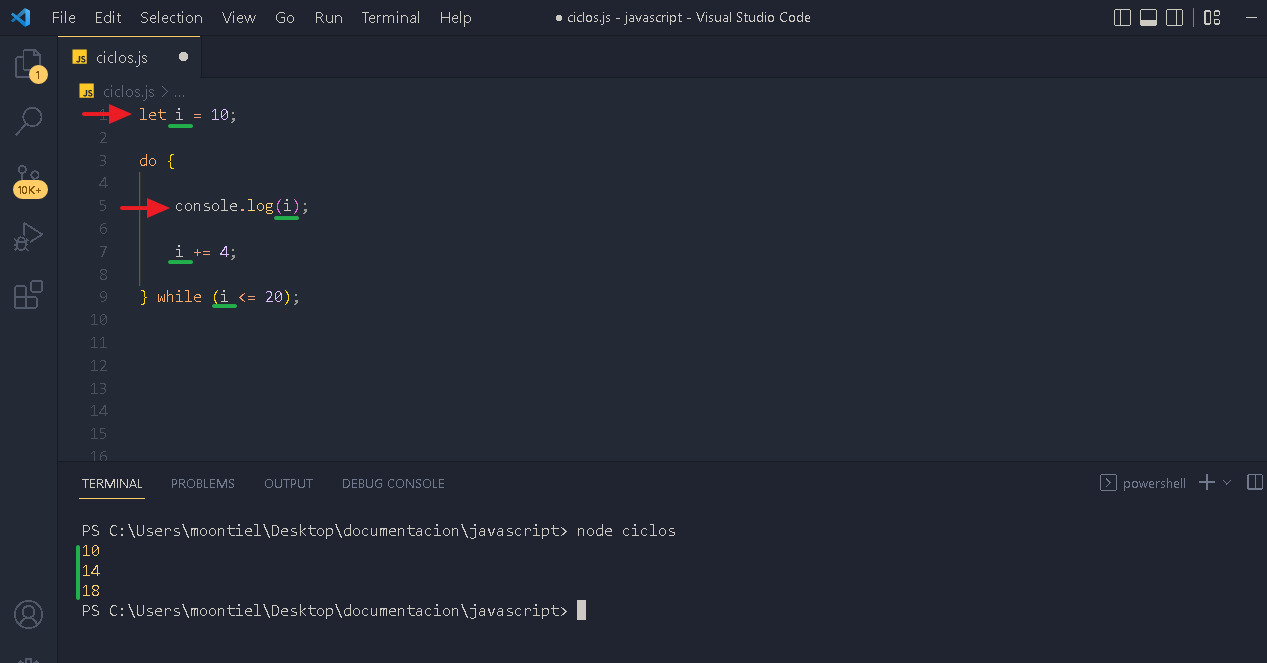 File Edit Selection View Go Run Terminal Help ● ciclos.js - javascript - Visual Studio Code
JS ciclos.js ●
1
JS ciclos.js > ...
1 let i = 10;
2
3 do {
4
5 console.log(i);
6
7 i += 4;
8
9 } while (i <= 20);
10
11
12
13
14
15
16
10K+
TERMINAL PROBLEMS OUTPUT DEBUG CONSOLE powershell
PS C:\Users\moontiel\Desktop\documentacion\javascript> node ciclos
10
14
18
PS C:\Users\moontiel\Desktop\documentacion\javascript>